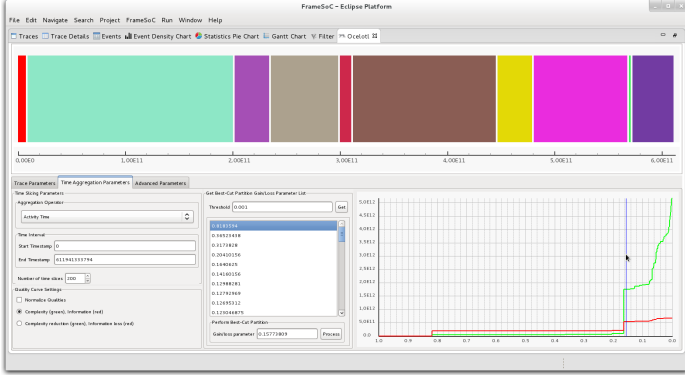 FrameSoC - Eclipse Platform
File Edit Navigate Search Project FrameSoC Run Window Help
Traces Trace Details Events Event Density Chart Statistics Pie Chart Gantt Chart Filter Ocelotl
0.00E0 1.00E11 2.00E11 3.00E11 4.00E11 5.00E11 6.00E11
Trace Parameters Time Aggregation Parameters Advanced Parameters
Time Slicing Parameters
Aggregation Operator
Activity Time
Time Interval
Start Timestamp 0
End Timestamp 611941333794
Number of time slices 200
Quality Curve Settings
Normalize Qualities
Complexity (green), Information (red)
Complexity reduction (green), Information loss (red)
Get Best-Cut Partition Gain/Loss Parameter List
Threshold 0.001 Get
0.8183594
0.36523438
0.3173828
0.20410156
0.1640625
0.14160156
0.12988281
0.12792969
0.12695312
0.123046875
Perform Best-Cut Partition
Gain/loss parameter 0.15773809 Process
5.0E12
4.5E12
4.0E12
3.5E12
3.0E12
2.5E12
2.0E12
1.5E12
1.0E12
5.0E11
0.0
1.0 0.9 0.8 0.7 0.6 0.5 0.4 0.3 0.2 0.1 0.0